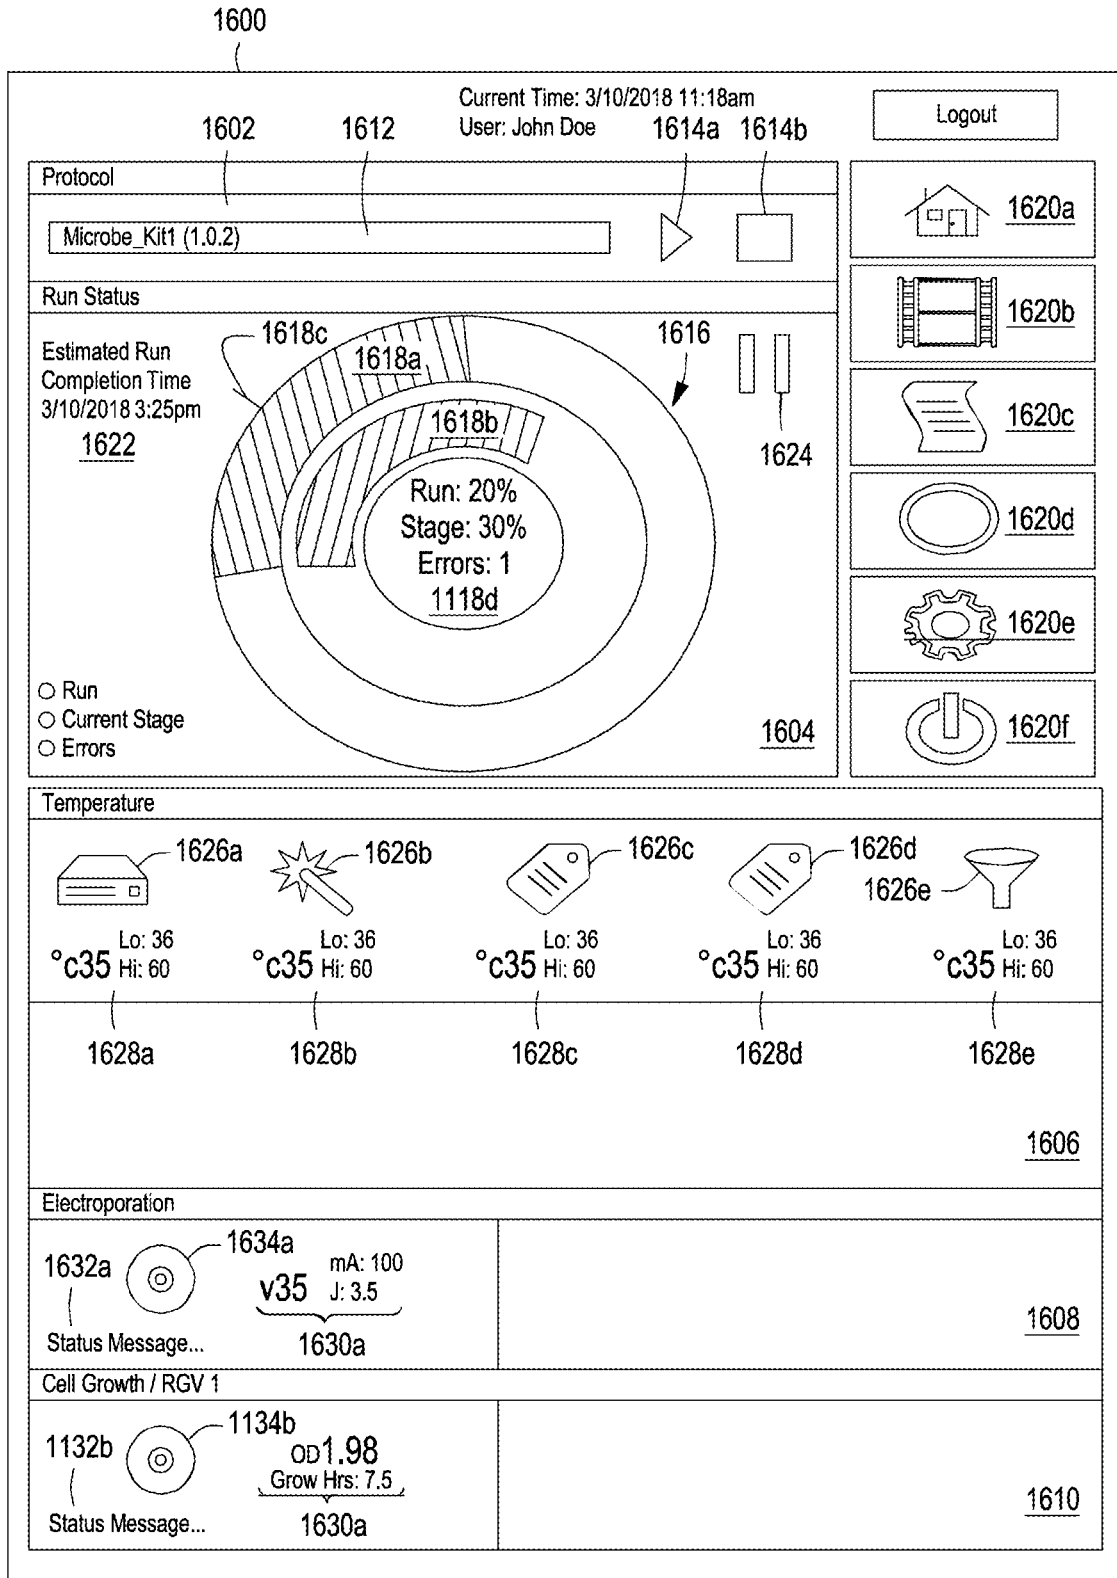 1600
Current Time: 3/10/2018 11:18am
User: John Doe
Logout
1602
1612
1614a
1614b
Protocol
Microbe_Kit1 (1.0.2)
1620a
Run Status
1620b
Estimated Run
Completion Time
3/10/2018 3:25pm
1622
1618c
1618a
1618b
1616
1624
1620c
Run: 20%
Stage: 30%
Errors: 1
1118d
1620d
1620e
Run
Current Stage
Errors
1604
1620f
Temperature
1626a
1626b
1626c
1626d
1626e
°c35 Lo: 36 Hi: 60
°c35 Lo: 36 Hi: 60
°c35 Lo: 36 Hi: 60
°c35 Lo: 36 Hi: 60
°c35 Lo: 36 Hi: 60
1628a
1628b
1628c
1628d
1628e
1606
Electroporation
1632a
1634a
v35 mA: 100 J: 3.5
1630a
Status Message...
1608
Cell Growth / RGV 1
1132b
1134b
OD1.98
Grow Hrs: 7.5
1630a
Status Message...
1610